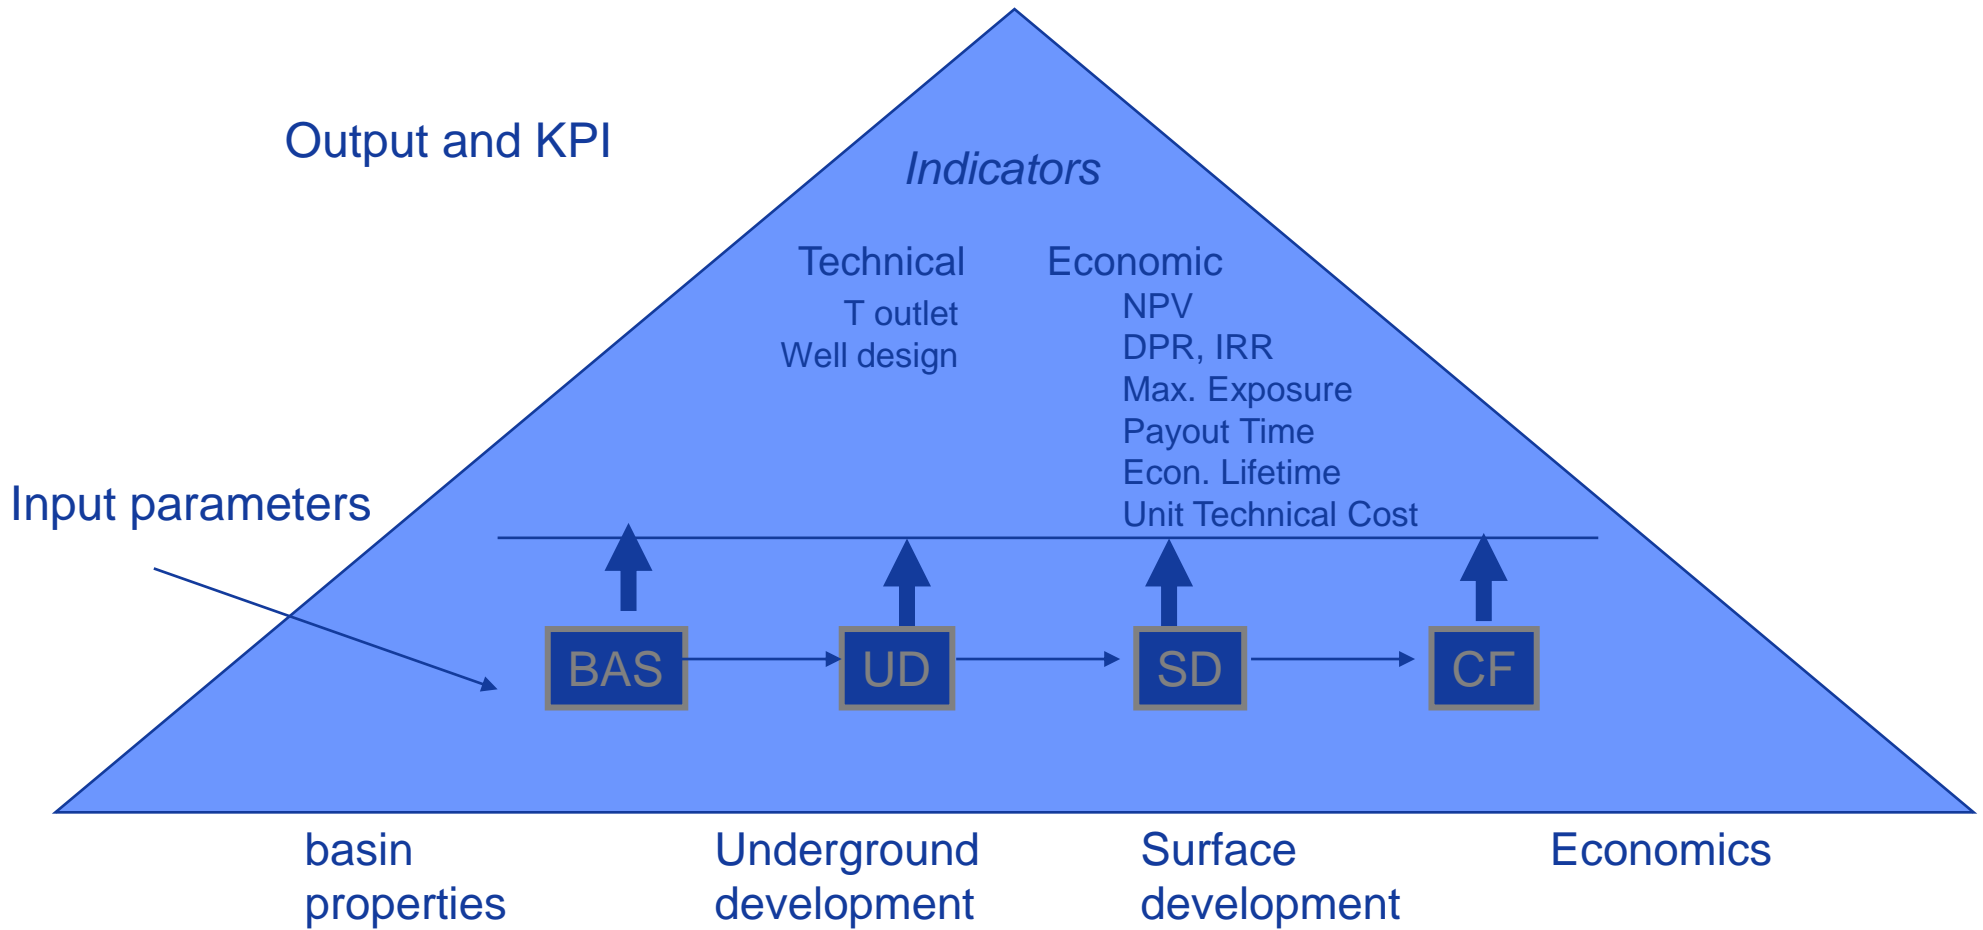 Output and KPI
Indicators
Technical
T outlet
Well design
Economic
NPV
DPR, IRR
Max. Exposure
Payout Time
Econ. Lifetime
Unit Technical Cost
Input parameters
BAS
UD
SD
CF
basin
properties
Underground
development
Surface
development
Economics